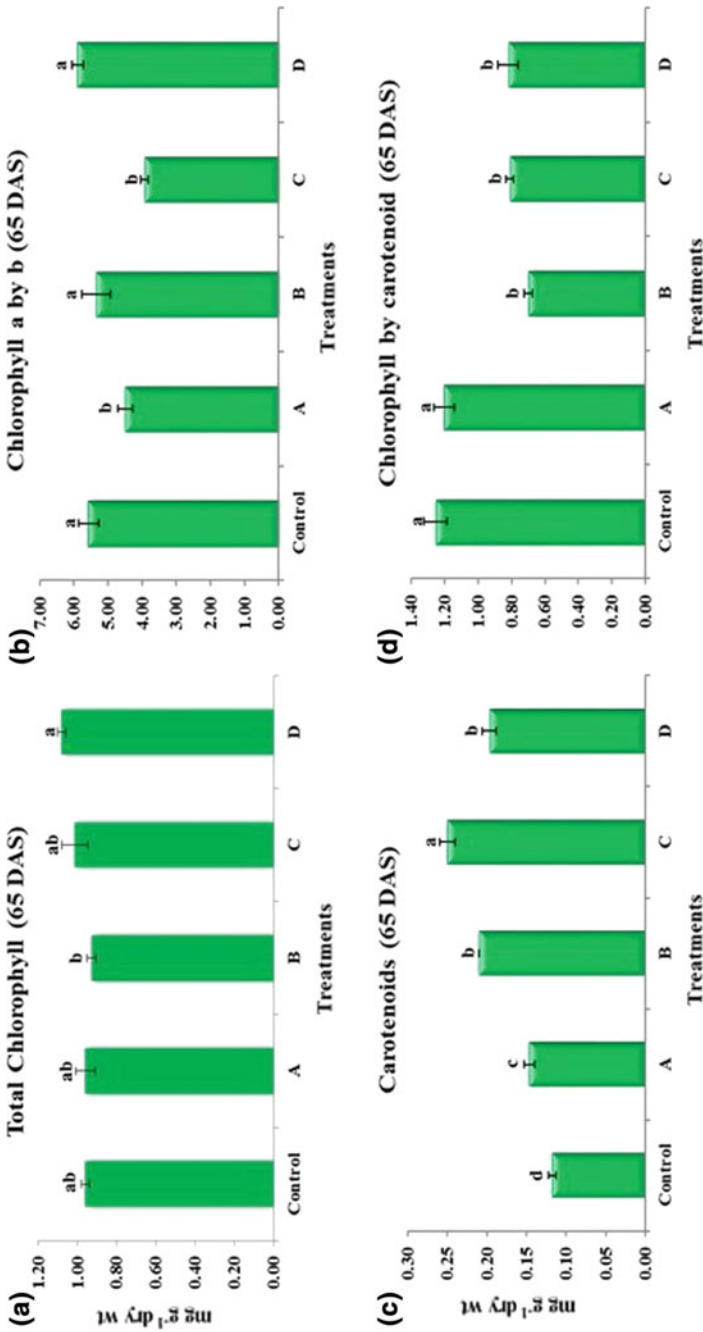 (a)
Total Chlorophyll (65 DAS)
mg g⁻¹ dry wt
1.20
1.00
0.80
0.60
0.40
0.20
0.00
ab
ab
b
ab
a
Control
A
B
C
D
Treatments
(b)
Chlorophyll a by b (65 DAS)
7.00
6.00
5.00
4.00
3.00
2.00
1.00
0.00
a
b
a
b
a
Control
A
B
C
D
Treatments
(c)
Carotenoids (65 DAS)
mg g⁻¹ dry wt
0.30
0.25
0.20
0.15
0.10
0.05
0.00
d
c
b
a
b
Control
A
B
C
D
Treatments
(d)
Chlorophyll by carotenoid (65 DAS)
1.40
1.20
1.00
0.80
0.60
0.40
0.20
0.00
a
a
b
b
b
Control
A
B
C
D
Treatments